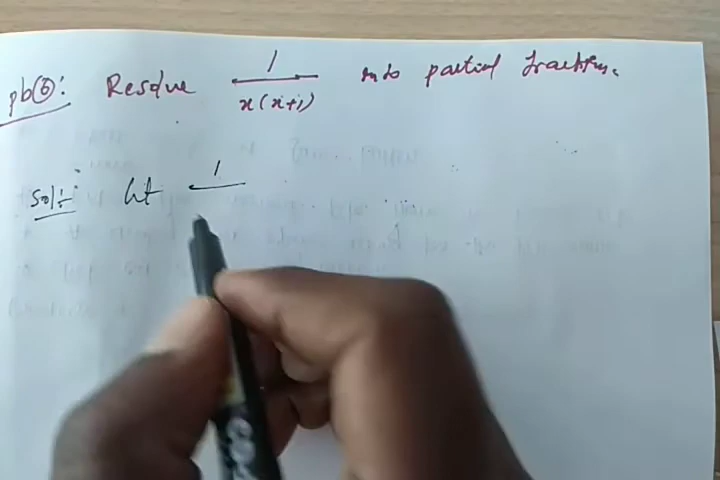 pb⑥: Resolve 1/x(x+1) into partial fractions.
Sol:- let 1